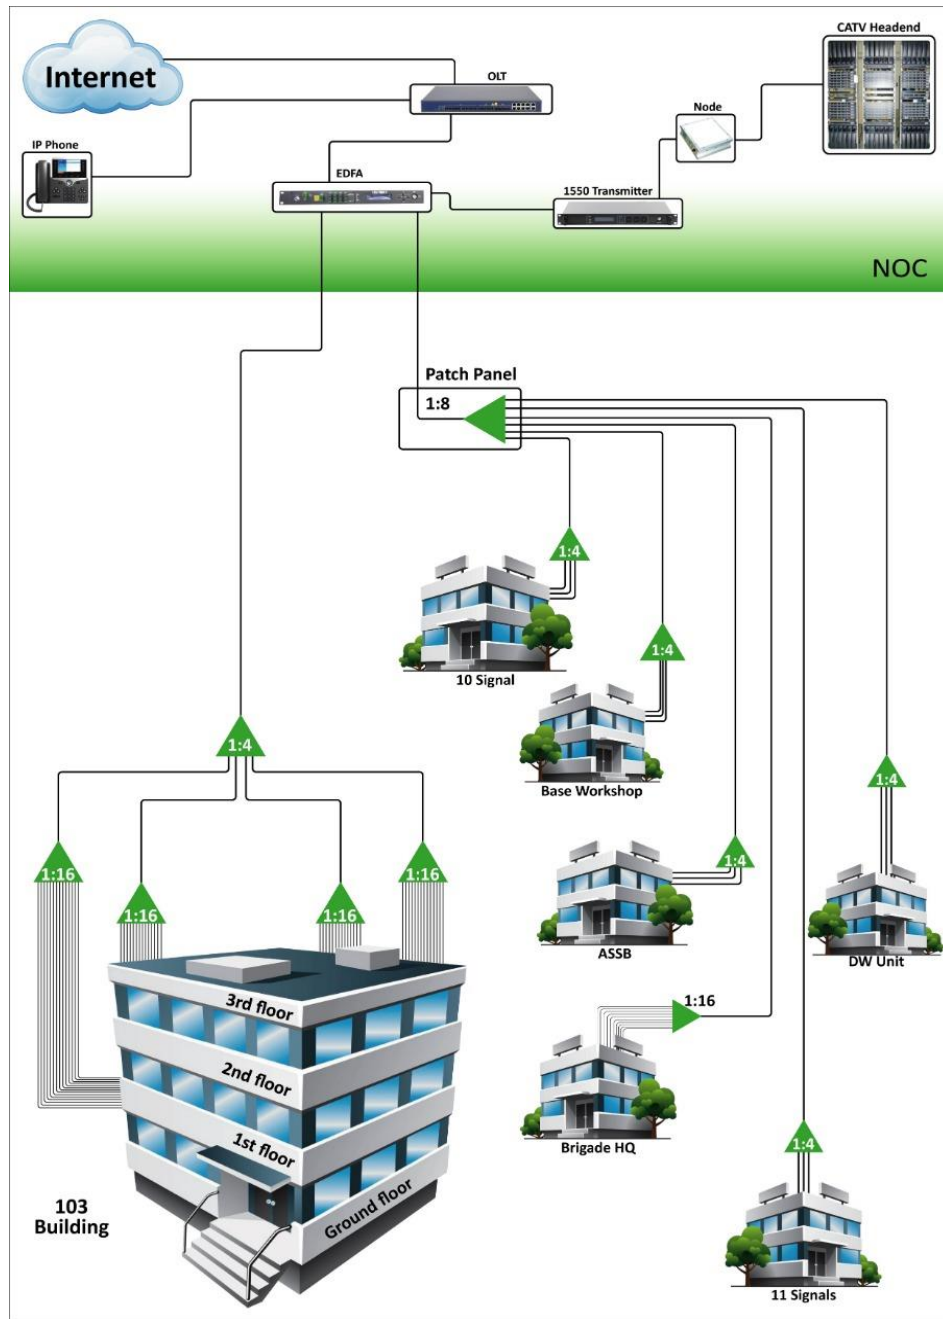 CATV Headend
Internet
OLT
Node
IP Phone
EDFA
1550 Transmitter
NOC
Patch Panel
1:8
1:4
10 Signal
1:4
Base Workshop
1:4
1:4
1:4
ASSB
DW Unit
1:16
1:16
1:16
1:16
3rd floor
2nd floor
1st floor
Ground floor
103
Building
1:16
Brigade HQ
1:4
11 Signals